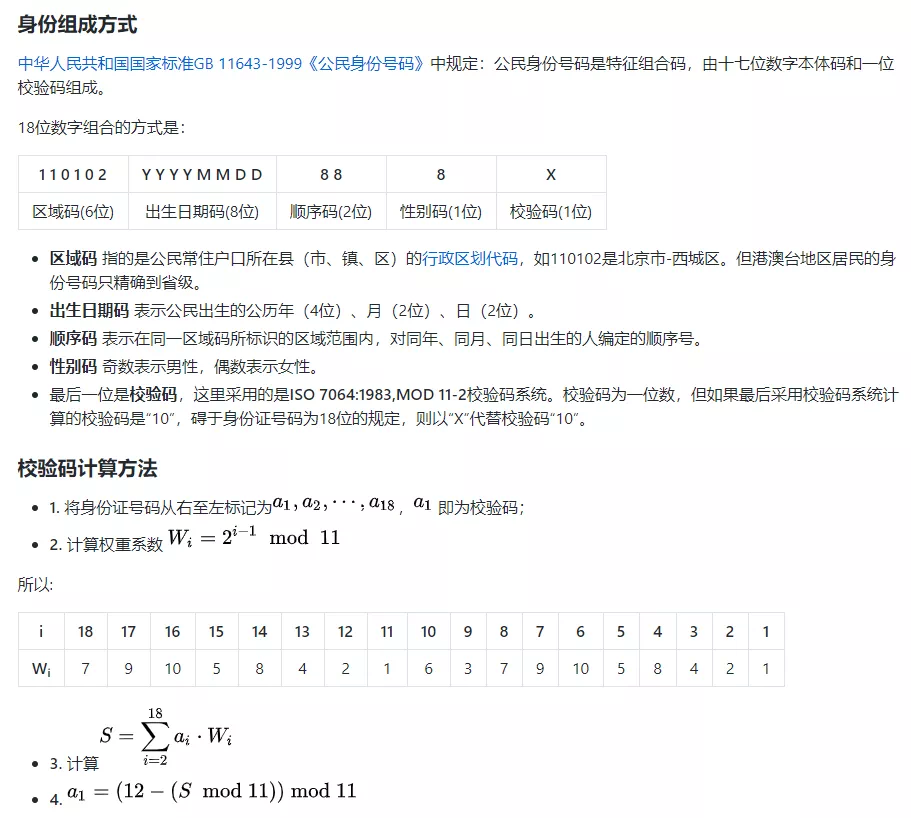 身份组成方式
中华人民共和国国家标准GB 11643-1999《公民身份号码》中规定：公民身份号码是特征组合码，由十七位数字本体码和一位
校验码组成。
18位数字组合的方式是：
1 1 0 1 0 2 Y Y Y Y M M D D 8 8 8 X
区域码(6位) 出生日期码(8位) 顺序码(2位) 性别码(1位) 校验码(1位)
区域码 指的是公民常住户口所在县（市、镇、区）的行政区划代码，如110102是北京市-西城区。但港澳台地区居民的身
份号码只精确到省级。
出生日期码 表示公民出生的公历年（4位）、月（2位）、日（2位）。
顺序码 表示在同一区域码所标识的区域范围内，对同年、同月、同日出生的人编定的顺序号。
性别码 奇数表示男性，偶数表示女性。
最后一位是校验码，这里采用的是ISO 7064:1983,MOD 11-2校验码系统。校验码为一位数，但如果最后采用校验码系统计
算的校验码是“10”，碍于身份证号码为18位的规定，则以“X”代替校验码“10”。
校验码计算方法
1. 将身份证号码从右至左标记为a₁, a₂, ⋯, a₁₈，a₁ 即为校验码；
2. 计算权重系数 Wᵢ = 2ⁱ⁻¹ mod 11
所以:
i 18 17 16 15 14 13 12 11 10 9 8 7 6 5 4 3 2 1
Wᵢ 7 9 10 5 8 4 2 1 6 3 7 9 10 5 8 4 2 1
3. 计算 S = ∑_{i=2}^{18} aᵢ · Wᵢ
4. a₁ = (12 − (S mod 11)) mod 11